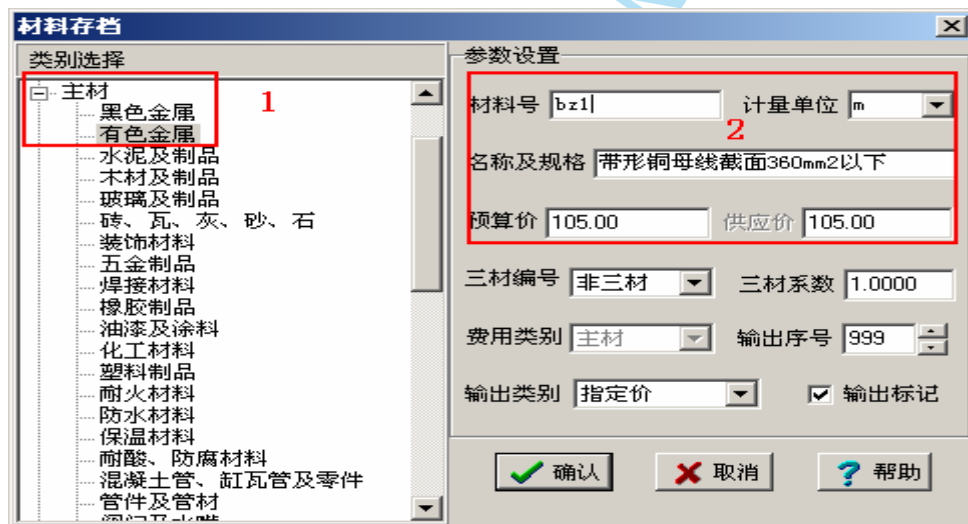 材料存档
类别选择
主材
黑色金属
有色金属
水泥及制品
木材及制品
玻璃及制品
砖、瓦、灰、砂、石
装饰材料
五金制品
焊接材料
橡胶制品
油漆及涂料
化工材料
塑料制品
耐火材料
防水材料
保温材料
耐酸、防腐材料
混凝土管、缸瓦管及零件
管件及管材
阀门及水嘴
1
参数设置
材料号 bz1 计量单位 m
2
名称及规格 带形铜母线截面360mm2以下
预算价 105.00 供应价 105.00
三材编号 非三材 三材系数 1.0000
费用类别 主材 输出序号 999
输出类别 指定价 输出标记
确认 取消 帮助